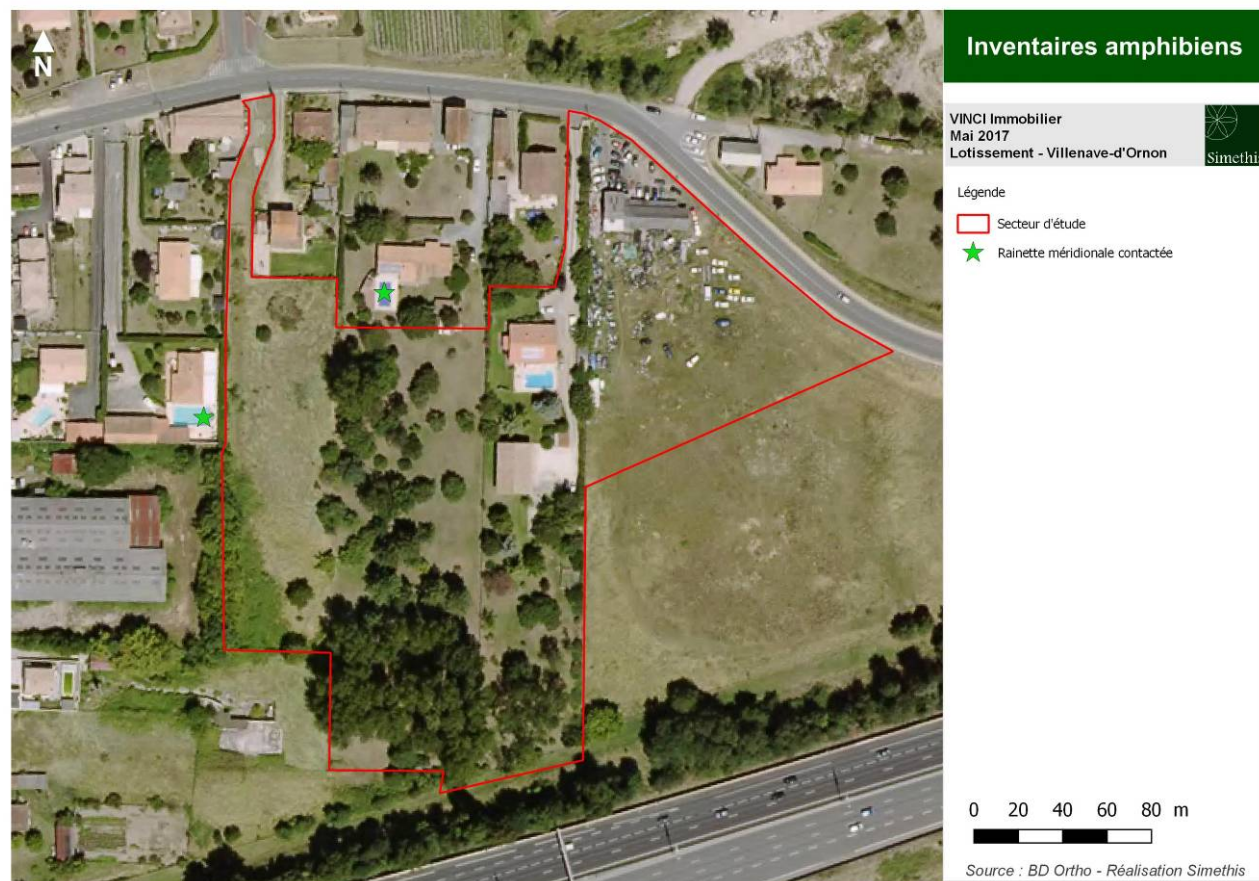 N
Inventaires amphibiens
VINCI Immobilier
Mai 2017
Lotissement - Villenave-d'Ornon
Simethis
Légende
Secteur d'étude
Rainette méridionale contactée
0 20 40 60 80 m
Source : BD Ortho - Réalisation Simethis